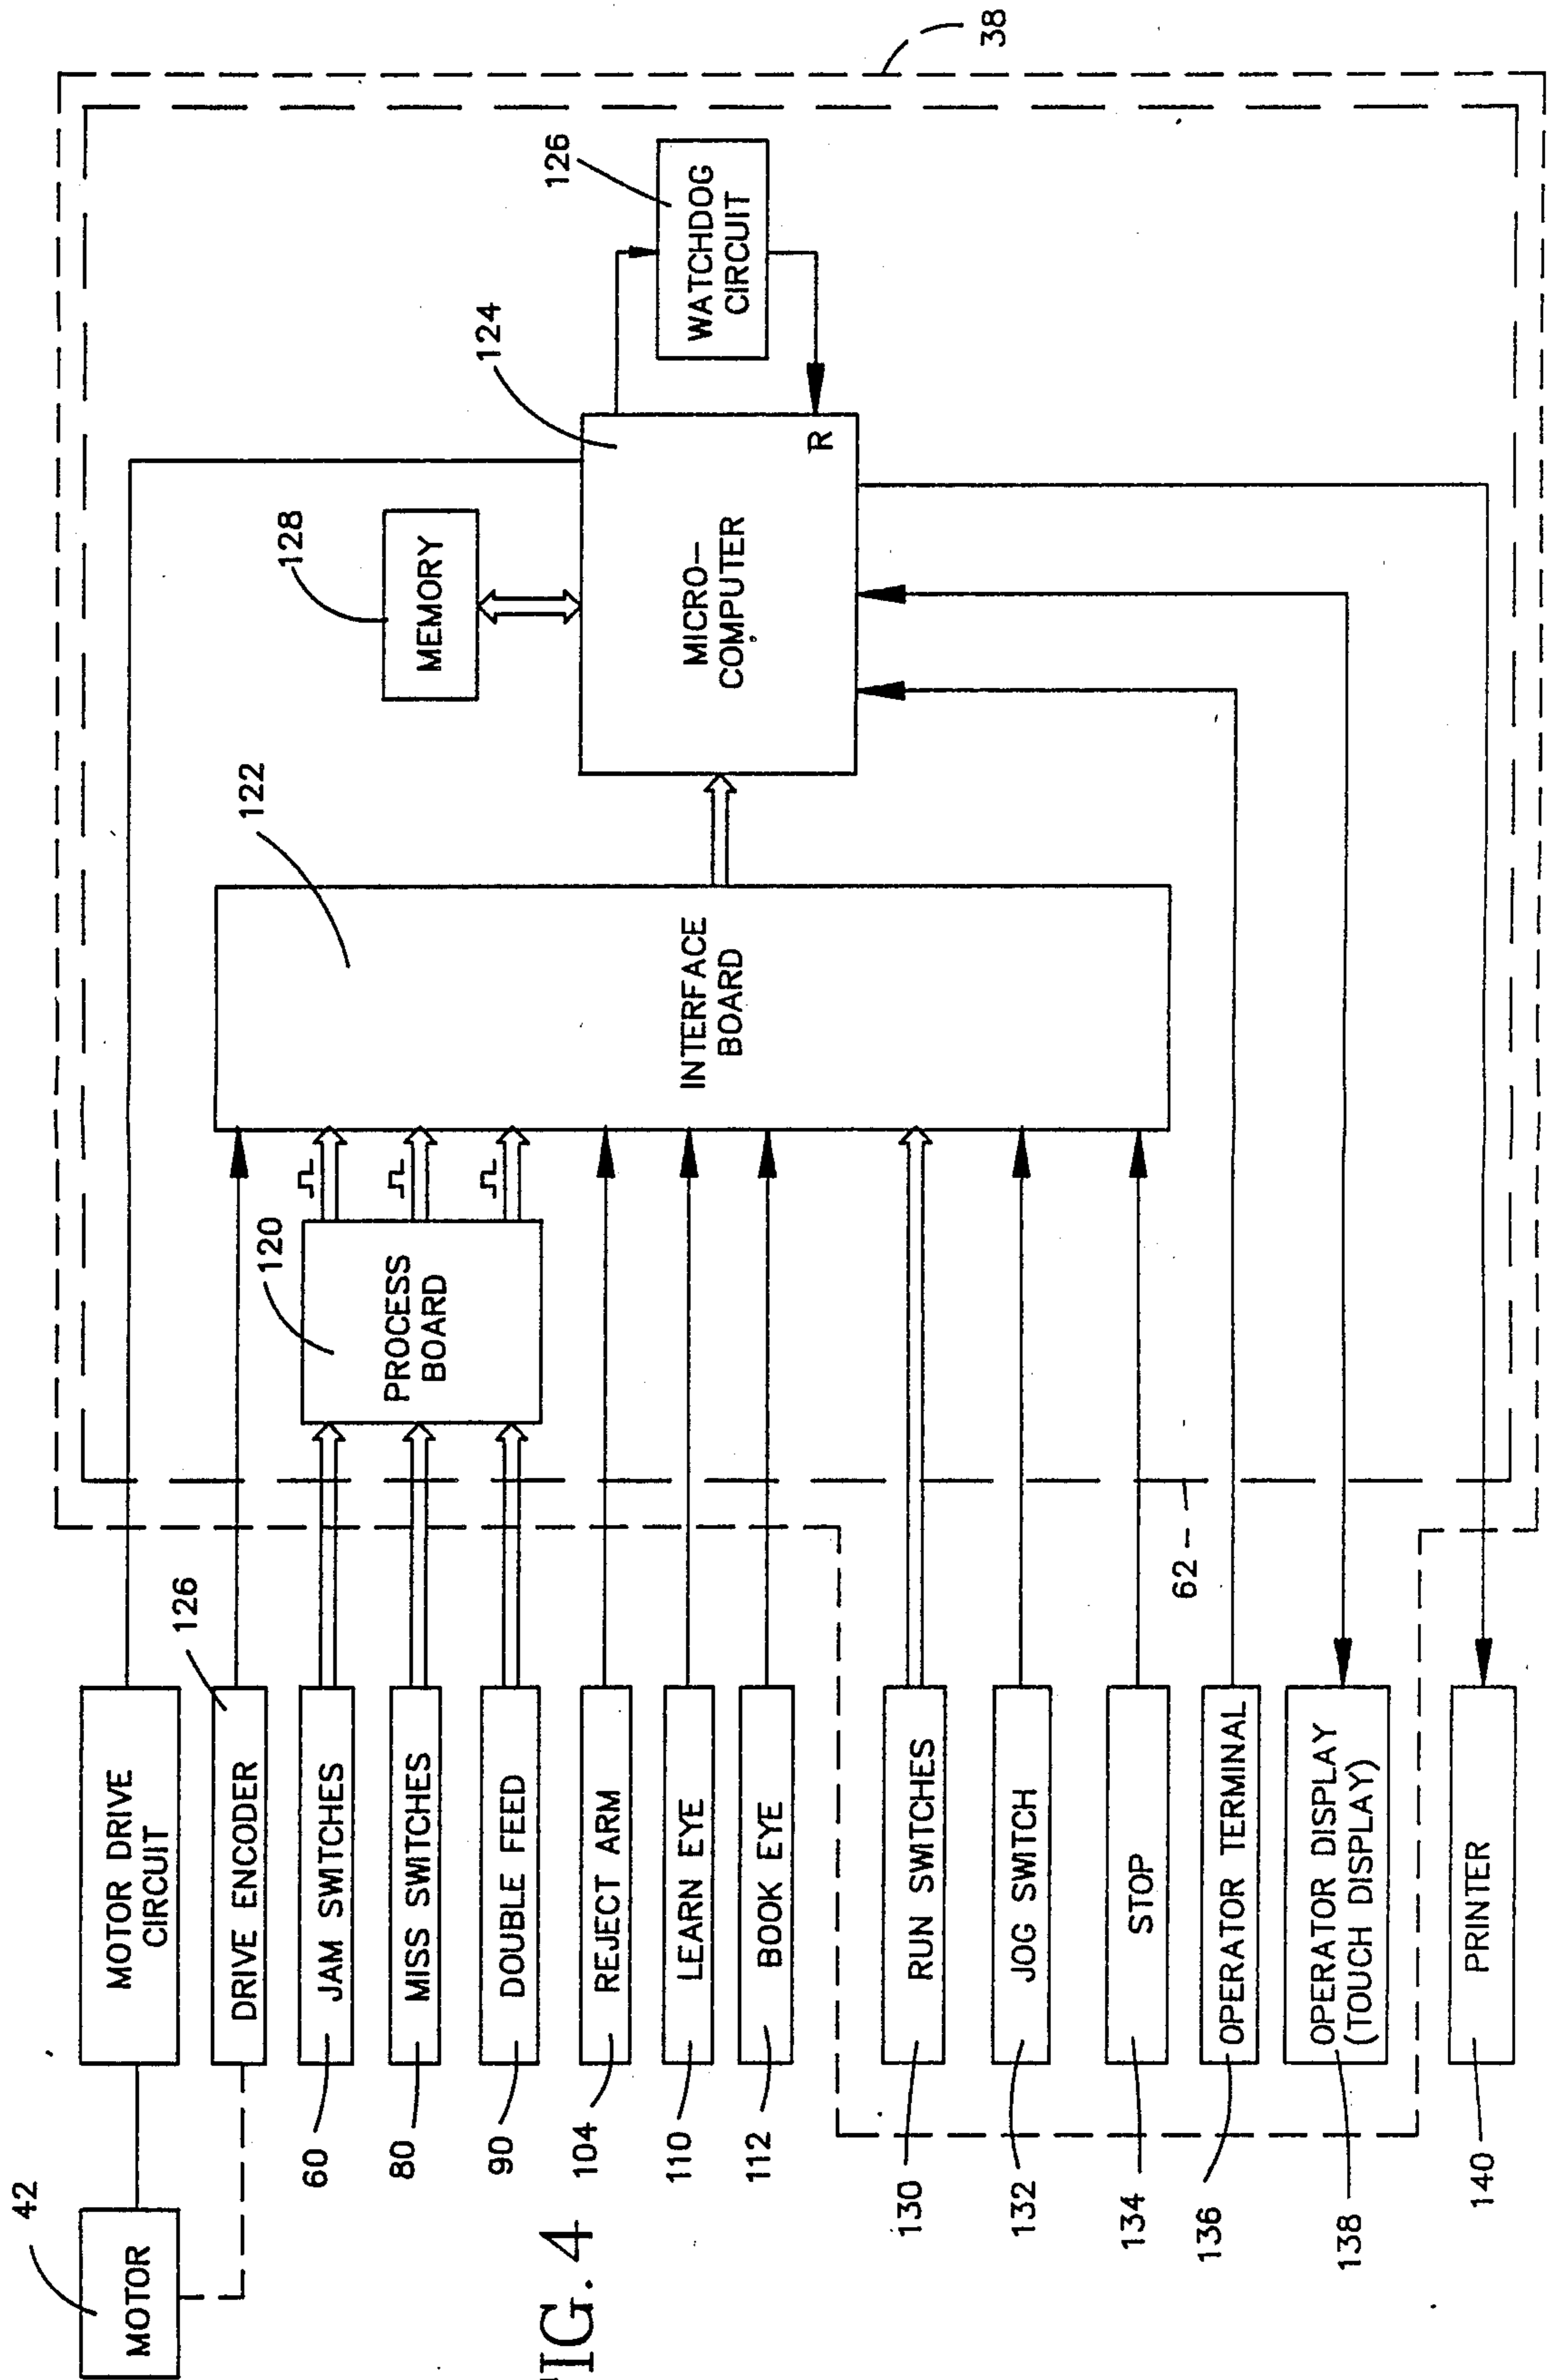 42
MOTOR
MOTOR DRIVE
CIRCUIT
126
DRIVE ENCODER
60
JAM SWITCHES
80
MISS SWITCHES
90
DOUBLE FEED
104
REJECT ARM
110
LEARN EYE
112
BOOK EYE
130
RUN SWITCHES
132
JOG SWITCH
134
STOP
136
OPERATOR TERMINAL
138
OPERATOR DISPLAY
(TOUCH DISPLAY)
140
PRINTER
62
120
PROCESS
BOARD
122
INTERFACE
BOARD
128
MEMORY
124
MICRO-
COMPUTER
R
126
WATCHDOG
CIRCUIT
38
FIG. 4